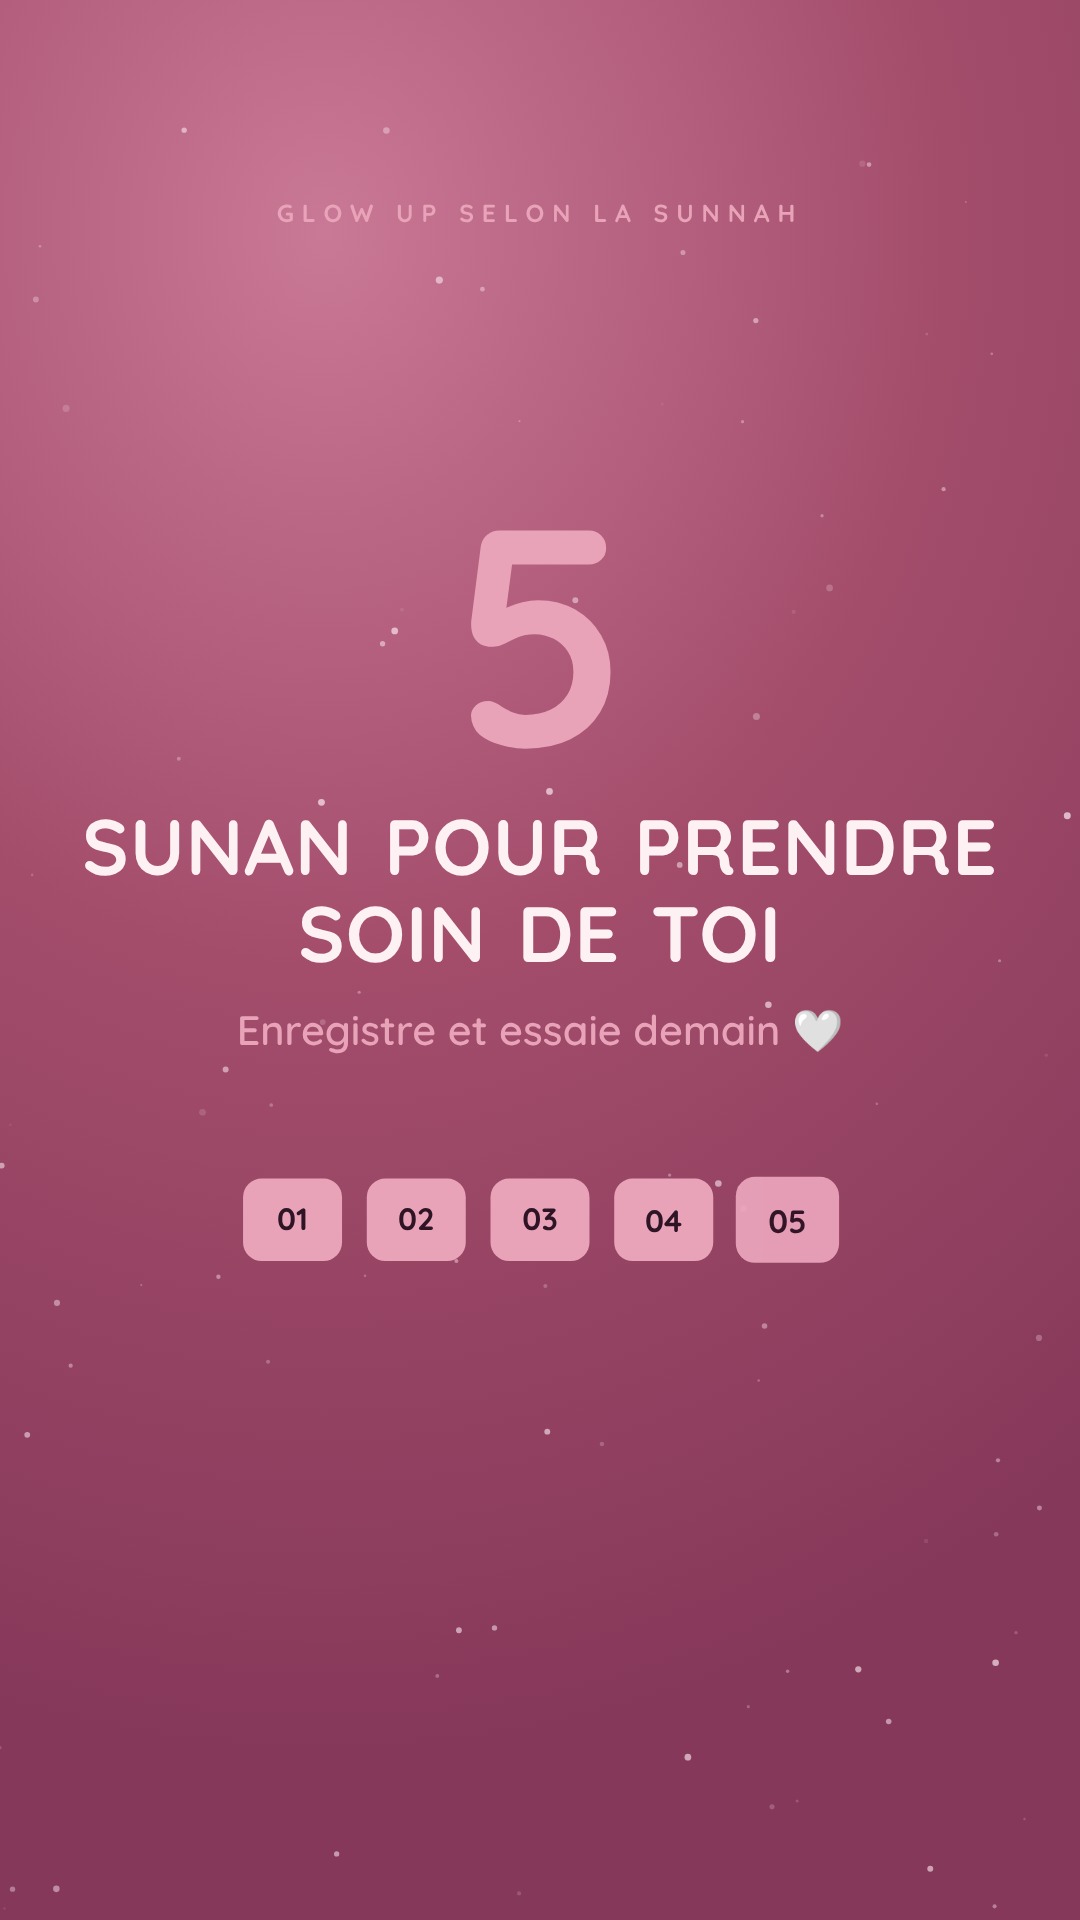 GLOW UP SELON LA SUNNAH
5
SUNAN POUR PRENDRE
SOIN DE TOI
Enregistre et essaie demain 🤍
01 02 03 04 05